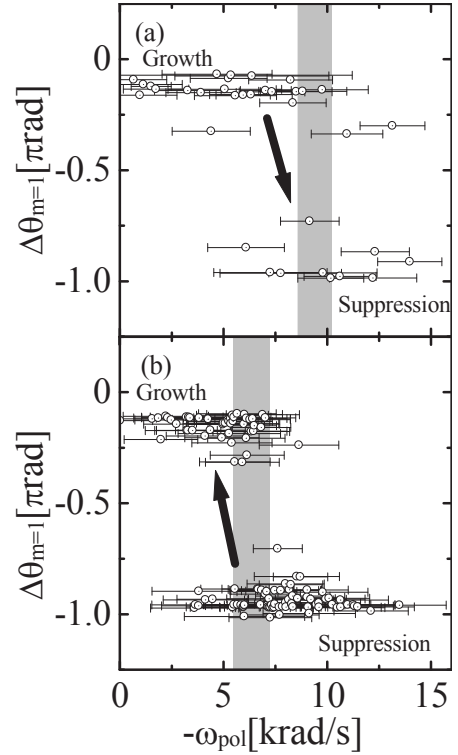 (a)
Growth
0
-0.5
-1.0
Δθm=1[πrad]
Suppression
(b)
Growth
0
-0.5
-1.0
Δθm=1[πrad]
Suppression
0 5 10 15
-ωpol[krad/s]